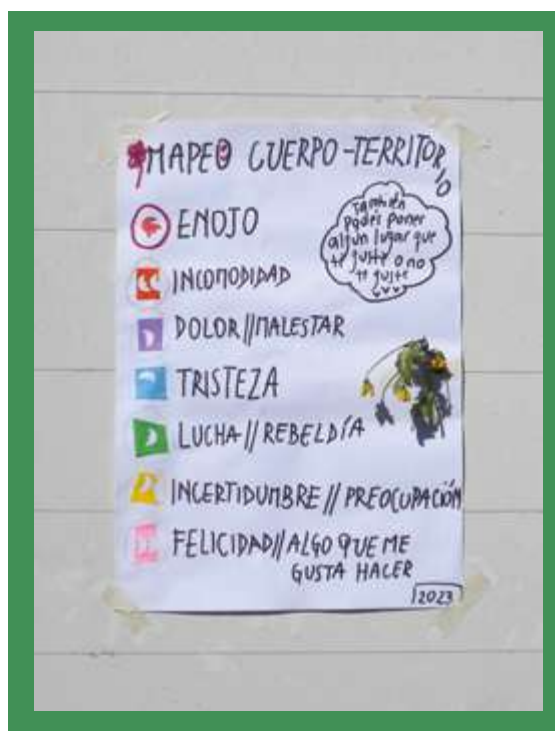 MAPEO CUERPO-TERRITORIO
ENOJO
También
podés poner
algún lugar que
te guste o no
te guste
INCOMODIDAD
DOLOR//MALESTAR
TRISTEZA
LUCHA//REBELDÍA
INCERTIDUMBRE//PREOCUPACIÓN
FELICIDAD//ALGO QUE ME
GUSTA HACER
2023